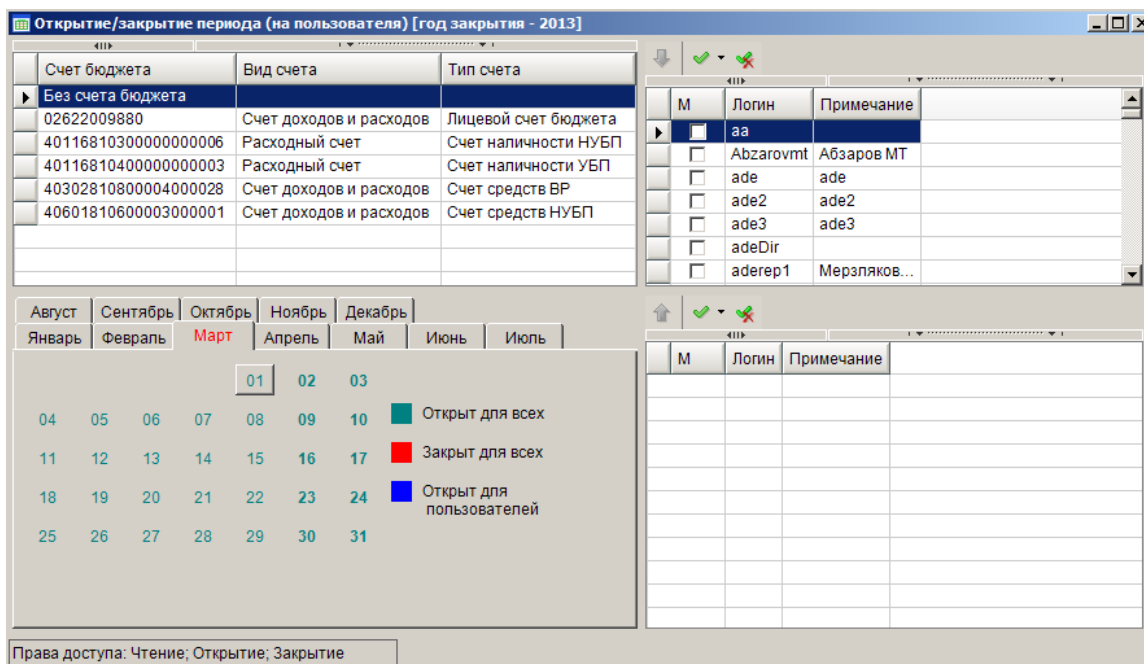 Открытие/закрытие периода (на пользователя) [год закрытия - 2013]
Счет бюджета Вид счета Тип счета
Без счета бюджета
02622009880 Счет доходов и расходов Лицевой счет бюджета
40116810300000000006 Расходный счет Счет наличности НУБП
40116810400000000003 Расходный счет Счет наличности УБП
40302810800004000028 Счет доходов и расходов Счет средств ВР
40601810600003000001 Счет доходов и расходов Счет средств НУБП
М Логин Примечание
aa
Abzarovmt Абзаров МТ
ade ade
ade2 ade2
ade3 ade3
adeDir
aderep1 Мерзляков...
Август Сентябрь Октябрь Ноябрь Декабрь
Январь Февраль Март Апрель Май Июнь Июль
01 02 03
04 05 06 07 08 09 10
11 12 13 14 15 16 17
18 19 20 21 22 23 24
25 26 27 28 29 30 31
Открыт для всех
Закрыт для всех
Открыт для
пользователей
М Логин Примечание
Права доступа: Чтение; Открытие; Закрытие